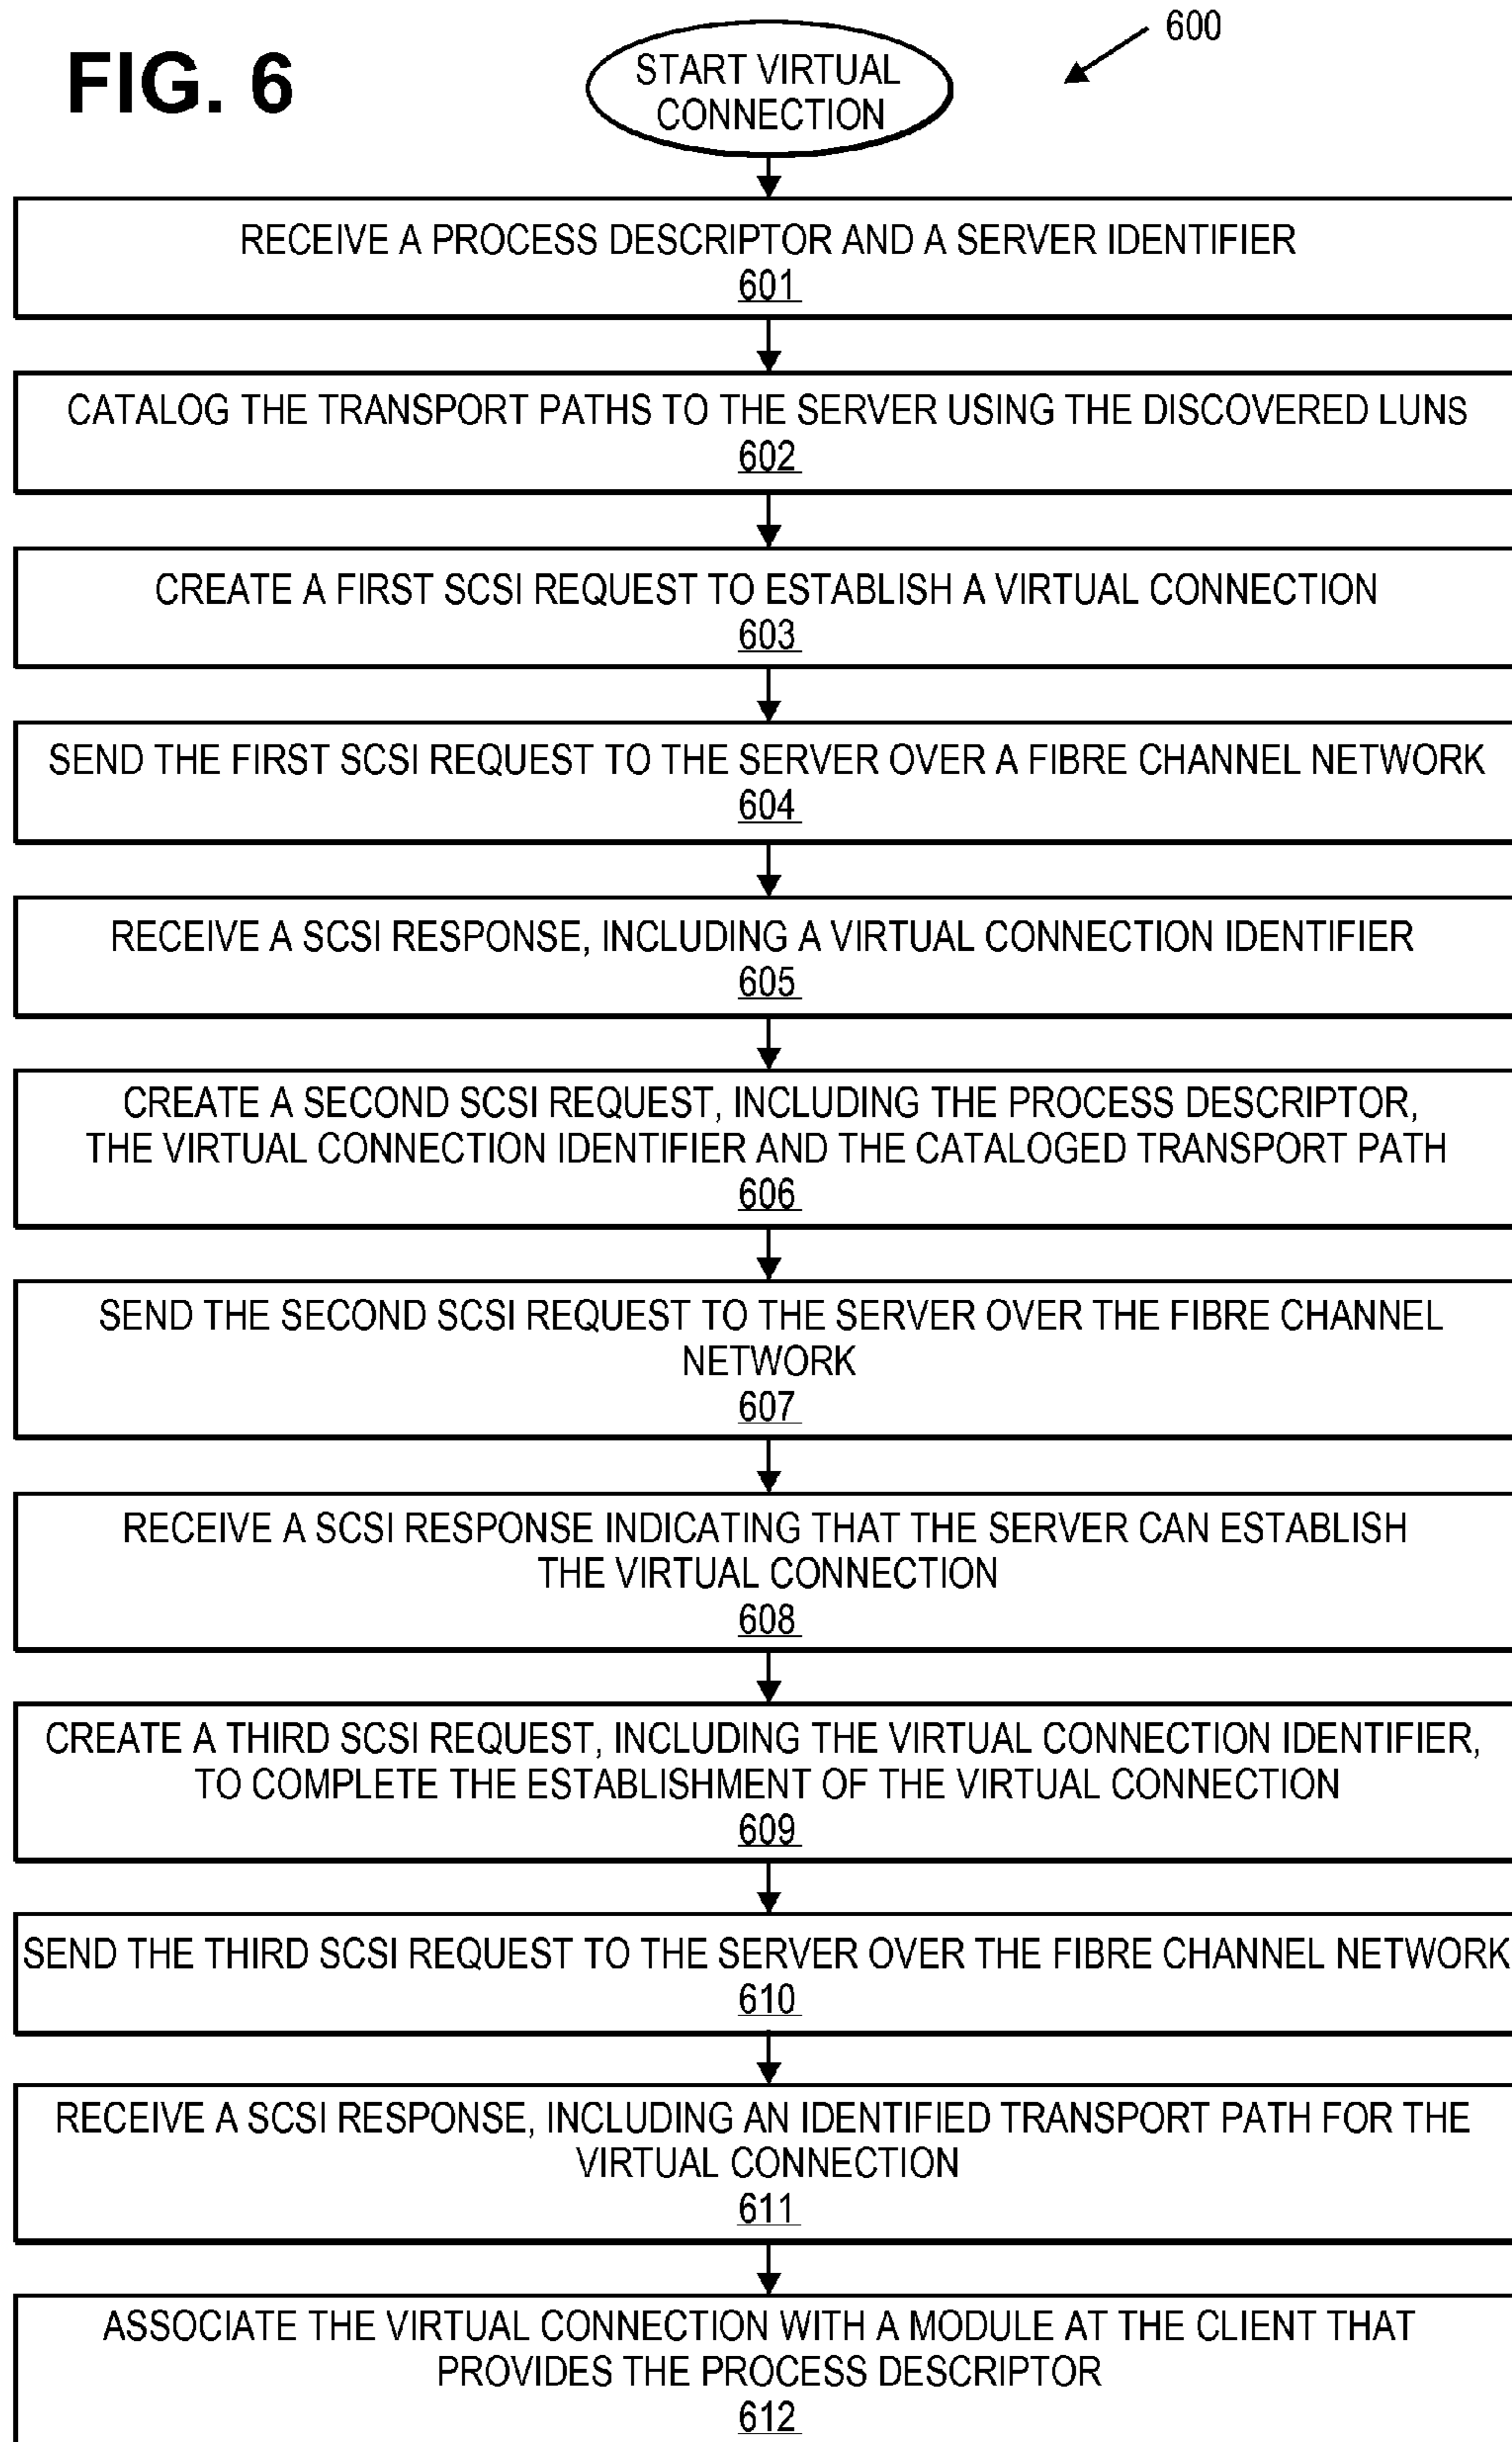 FIG. 6
600
START VIRTUAL
CONNECTION
RECEIVE A PROCESS DESCRIPTOR AND A SERVER IDENTIFIER
601
CATALOG THE TRANSPORT PATHS TO THE SERVER USING THE DISCOVERED LUNS
602
CREATE A FIRST SCSI REQUEST TO ESTABLISH A VIRTUAL CONNECTION
603
SEND THE FIRST SCSI REQUEST TO THE SERVER OVER A FIBRE CHANNEL NETWORK
604
RECEIVE A SCSI RESPONSE, INCLUDING A VIRTUAL CONNECTION IDENTIFIER
605
CREATE A SECOND SCSI REQUEST, INCLUDING THE PROCESS DESCRIPTOR,
THE VIRTUAL CONNECTION IDENTIFIER AND THE CATALOGED TRANSPORT PATH
606
SEND THE SECOND SCSI REQUEST TO THE SERVER OVER THE FIBRE CHANNEL
NETWORK
607
RECEIVE A SCSI RESPONSE INDICATING THAT THE SERVER CAN ESTABLISH
THE VIRTUAL CONNECTION
608
CREATE A THIRD SCSI REQUEST, INCLUDING THE VIRTUAL CONNECTION IDENTIFIER,
TO COMPLETE THE ESTABLISHMENT OF THE VIRTUAL CONNECTION
609
SEND THE THIRD SCSI REQUEST TO THE SERVER OVER THE FIBRE CHANNEL NETWORK
610
RECEIVE A SCSI RESPONSE, INCLUDING AN IDENTIFIED TRANSPORT PATH FOR THE
VIRTUAL CONNECTION
611
ASSOCIATE THE VIRTUAL CONNECTION WITH A MODULE AT THE CLIENT THAT
PROVIDES THE PROCESS DESCRIPTOR
612